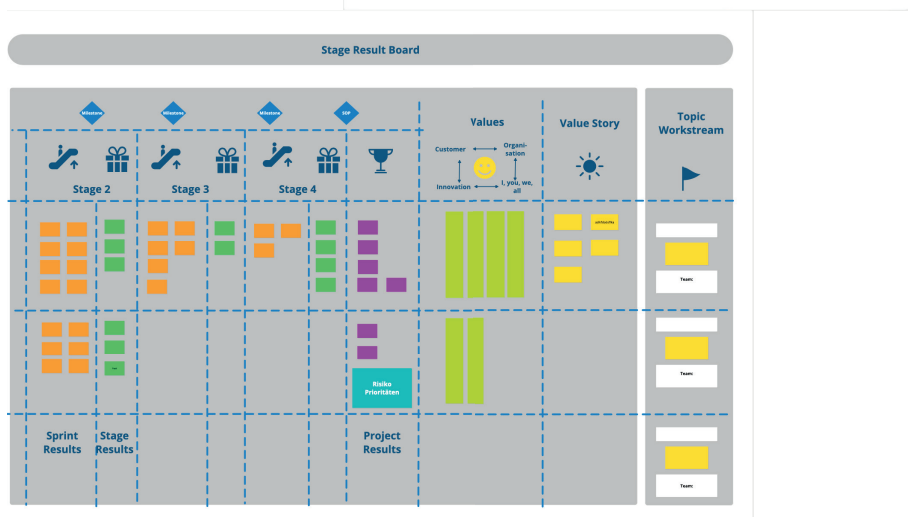 Stage Result Board
Milestone
Milestone
Milestone
SDP
Stage 2
Stage 3
Stage 4
Values
Customer
Organi-
sation
Innovation
I, you, we,
all
Value Story
Topic
Workstream
Team:
Risiko
Prioritäten
Team:
Sprint
Results
Stage
Results
Project
Results
Team: